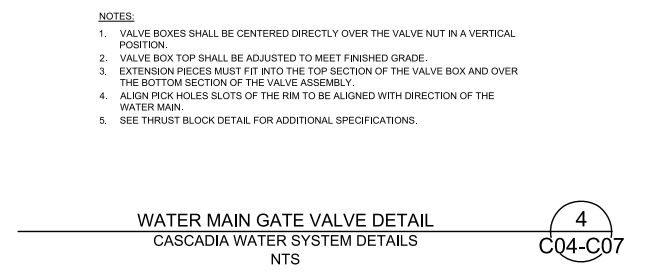 NOTES:
1. VALVE BOXES SHALL BE CENTERED DIRECTLY OVER THE VALVE NUT IN A VERTICAL
POSITION.
2. VALVE BOX TOP SHALL BE ADJUSTED TO MEET FINISHED GRADE.
3. EXTENSION PIECES MUST FIT INTO THE TOP SECTION OF THE VALVE BOX AND OVER
THE BOTTOM SECTION OF THE VALVE ASSEMBLY.
4. ALIGN PICK HOLES SLOTS OF THE RIM TO BE ALIGNED WITH DIRECTION OF THE
WATER MAIN.
5. SEE THRUST BLOCK DETAIL FOR ADDITIONAL SPECIFICATIONS.
WATER MAIN GATE VALVE DETAIL
CASCADIA WATER SYSTEM DETAILS
NTS
4
C04-C07